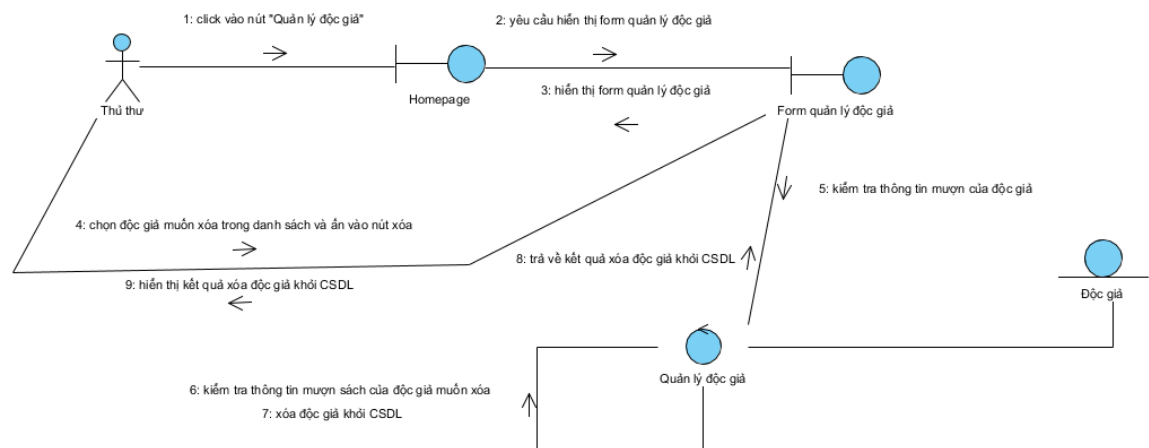 1: click vào nút "Quản lý độc giả"
2: yêu cầu hiển thị form quản lý độc giả
3: hiển thị form quản lý độc giả
Homepage
Thủ thư
Form quản lý độc giả
5: kiểm tra thông tin mượn của độc giả
4: chọn độc giả muốn xóa trong danh sách và ấn vào nút xóa
8: trả về kết quả xóa độc giả khỏi CSDL
9: hiển thị kết quả xóa độc giả khỏi CSDL
Độc giả
Quản lý độc giả
6: kiểm tra thông tin mượn sách của độc giả muốn xóa
7: xóa độc giả khỏi CSDL